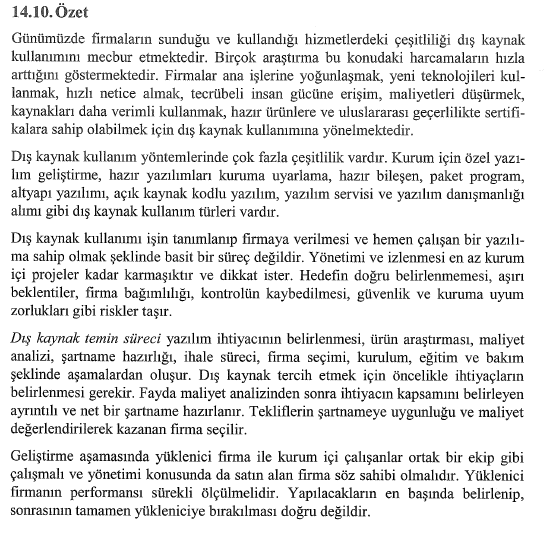 14.10. Özet
Günümüzde firmaların sunduğu ve kullandığı hizmetlerdeki çeşitliliği dış kaynak
kullanımını mecbur etmektedir. Birçok araştırma bu konudaki harcamaların hızla
arttığını göstermektedir. Firmalar ana işlerine yoğunlaşmak, yeni teknolojileri kul-
lanmak, hızlı netice almak, tecrübeli insan gücüne erişim, maliyetleri düşürmek,
kaynakları daha verimli kullanmak, hazır ürünlere ve uluslararası geçerlilikte sertifi-
kalara sahip olabilmek için dış kaynak kullanımına yönelmektedir.
Dış kaynak kullanım yöntemlerinde çok fazla çeşitlilik vardır. Kurum için özel yazı-
lım geliştirme, hazır yazılımları kuruma uyarlama, hazır bileşen, paket program,
altyapı yazılımı, açık kaynak kodlu yazılım, yazılım servisi ve yazılım danışmanlığı
alımı gibi dış kaynak kullanım türleri vardır.
Dış kaynak kullanımı işin tanımlanıp firmaya verilmesi ve hemen çalışan bir yazılı-
ma sahip olmak şeklinde basit bir süreç değildir. Yönetimi ve izlenmesi en az kurum
içi projeler kadar karmaşıktır ve dikkat ister. Hedefin doğru belirlenmemesi, aşırı
beklentiler, firma bağımlılığı, kontrolün kaybedilmesi, güvenlik ve kuruma uyum
zorlukları gibi riskler taşır.
Dış kaynak temin süreci yazılım ihtiyacının belirlenmesi, ürün araştırması, maliyet
analizi, şartname hazırlığı, ihale süreci, firma seçimi, kurulum, eğitim ve bakım
şeklinde aşamalardan oluşur. Dış kaynak tercih etmek için öncelikle ihtiyaçların
belirlenmesi gerekir. Fayda maliyet analizinden sonra ihtiyacın kapsamını belirleyen
ayrıntılı ve net bir şartname hazırlanır. Tekliflerin şartnameye uygunluğu ve maliyet
değerlendirilerek kazanan firma seçilir.
Geliştirme aşamasında yüklenici firma ile kurum içi çalışanlar ortak bir ekip gibi
çalışmalı ve yönetimi konusunda da satın alan firma söz sahibi olmalıdır. Yüklenici
firmanın performansı sürekli ölçülmelidir. Yapılacakların en başında belirlenip,
sonrasının tamamen yükleniciye bırakılması doğru değildir.